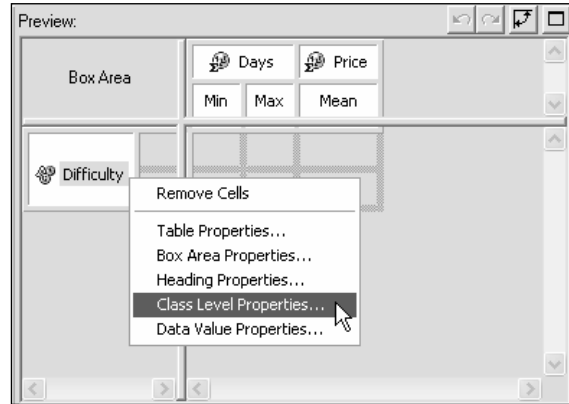 Preview:
Box Area
Days Price
Min Max Mean
Difficulty
Remove Cells
Table Properties...
Box Area Properties...
Heading Properties...
Class Level Properties...
Data Value Properties...